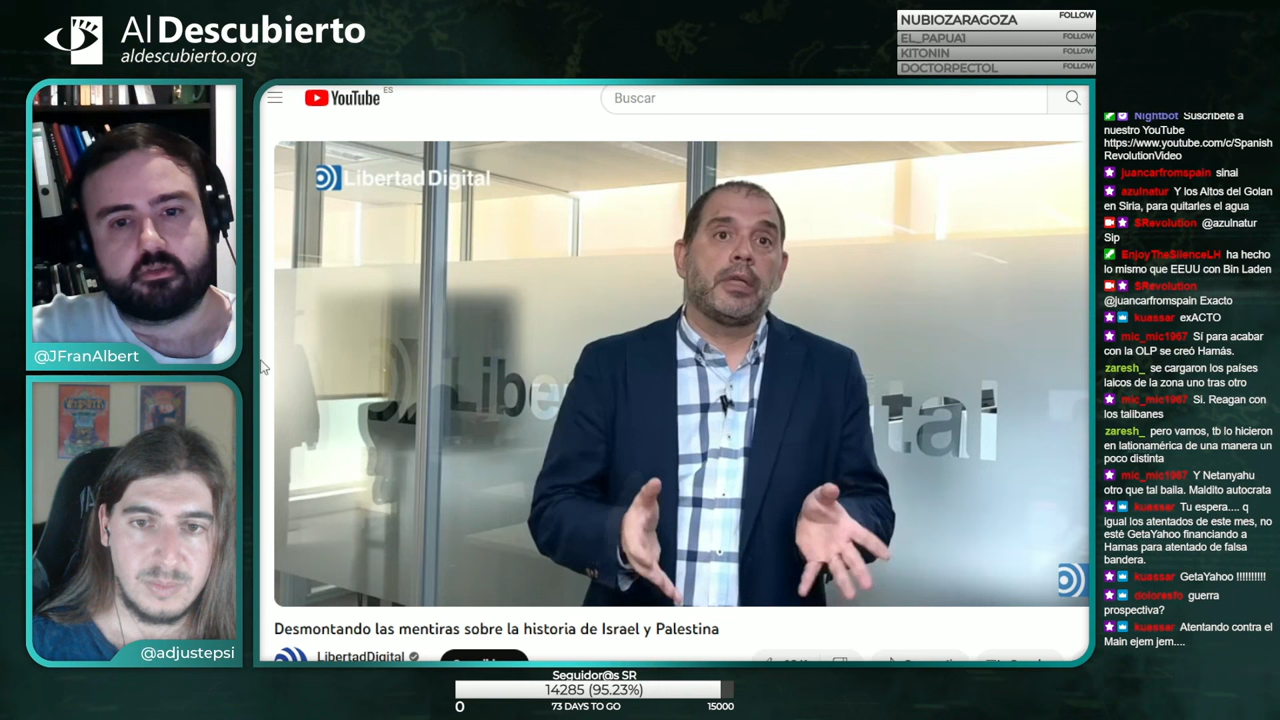 Al Descubierto
aldescubierto.org
NUBIOZARAGOZA FOLLOW
EL_PAPUA1 FOLLOW
KITONIN FOLLOW
DOCTORPECTOL FOLLOW
YouTube ES
Buscar
Libertad Digital
@JFranAlbert
@adjustepsi
Desmontando las mentiras sobre la historia de Israel y Palestina
LibertadDigital
Nightbot Suscríbete a
nuestro YouTube
https://www.youtube.com/c/Spanish
RevolutionVideo
juancarfromspain sinai
azulnatur Y los Altos del Golan
en Siria, para quitarles el agua
SRevolution @azulnatur
Sip
EnjoyTheSilenceLH ha hecho
lo mismo que EEUU con Bin Laden
SRevolution
@juancarfromspain Exacto
kuassar exACTO
mic_mic1967 Sí para acabar
con la OLP se creó Hamás.
zaresh_ se cargaron los países
laicos de la zona uno tras otro
mic_mic1967 Si. Reagan con
los talibanes
zaresh_ pero vamos, tb lo hicieron
en lationamérica de una manera un
poco distinta
mic_mic1967 Y Netanyahu
otro que tal baila. Maldito autocrata
kuassar Tu espera.... q
igual los atentados de este mes, no
esté GetaYahoo financiando a
Hamas para atentado de falsa
bandera.
kuassar GetaYahoo !!!!!!!!!!
doloresfo guerra
prospectiva?
kuassar Atentando contra el
Main ejem jem....
Seguidor@s SR
14285 (95.23%)
0 73 DAYS TO GO 15000